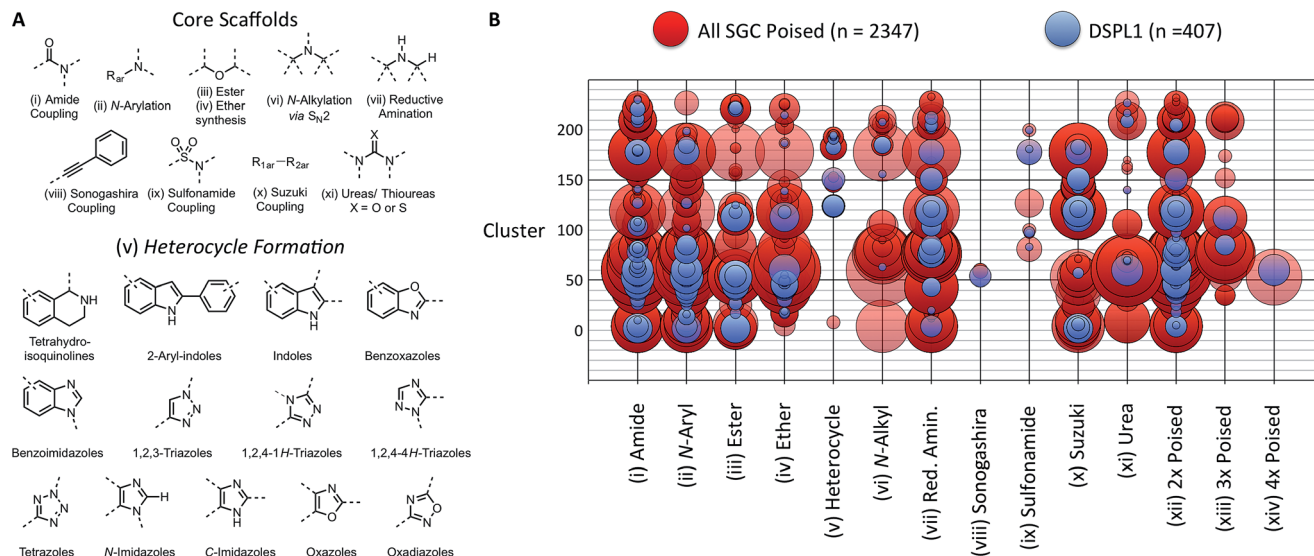 A
Core Scaffolds
O
N
(i) Amide
Coupling
Rar
N
(ii) N-Arylation
O
(iii) Ester
(iv) Ether
synthesis
N
(vi) N-Alkylation
via SN2
H
N
H
(vii) Reductive
Amination
(viii) Sonogashira
Coupling
O O
S
N
(ix) Sulfonamide
Coupling
R1ar—R2ar
(x) Suzuki
Coupling
X
N N
(xi) Ureas/ Thioureas
X = O or S
(v) Heterocycle Formation
NH
Tetrahydro-
isoquinolines
N
H
2-Aryl-indoles
N
H
Indoles
O
N
Benzoxazoles
N
N
Benzoimidazoles
N
N
N
1,2,3-Triazoles
N
N
N
1,2,4-1H-Triazoles
N
N
N
1,2,4-4H-Triazoles
N
N
N
N
Tetrazoles
N
H
N
N-Imidazoles
N
N
H
C-Imidazoles
N
O
Oxazoles
N
O
N
Oxadiazoles
B
All SGC Poised (n = 2347)
DSPL1 (n =407)
Cluster
200
150
100
50
0
(i) Amide
(ii) N-Aryl
(iii) Ester
(iv) Ether
(v) Heterocycle
(vi) N-Alkyl
(vii) Red. Amin.
(viii) Sonogashira
(ix) Sulfonamide
(x) Suzuki
(xi) Urea
(xii) 2x Poised
(xiii) 3x Poised
(xiv) 4x Poised